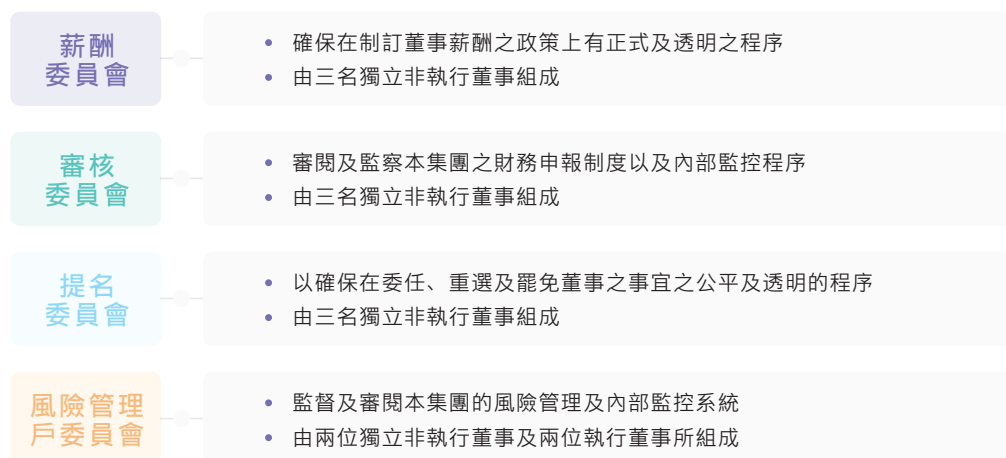 薪酬
委員會
確保在制訂董事薪酬之政策上有正式及透明之程序
由三名獨立非執行董事組成
審核
委員會
審閱及監察本集團之財務申報制度以及內部監控程序
由三名獨立非執行董事組成
提名
委員會
以確保在委任、重選及罷免董事之事宜之公平及透明的程序
由三名獨立非執行董事組成
風險管理
戶委員會
監督及審閱本集團的風險管理及內部監控系統
由兩位獨立非執行董事及兩位執行董事所組成